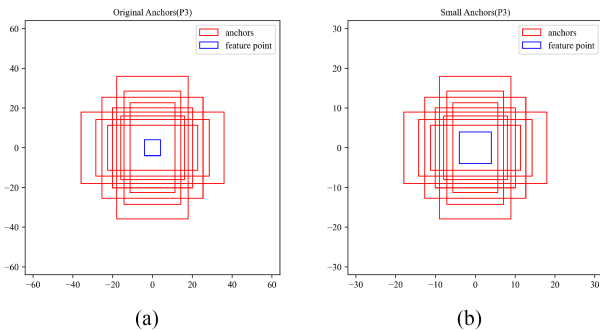 Original Anchors(P3)
anchors
feature point
60
40
20
0
−20
−40
−60
−60 −40 −20 0 20 40 60
(a)
Small Anchors(P3)
anchors
feature point
30
20
10
0
−10
−20
−30
−30 −20 −10 0 10 20 30
(b)